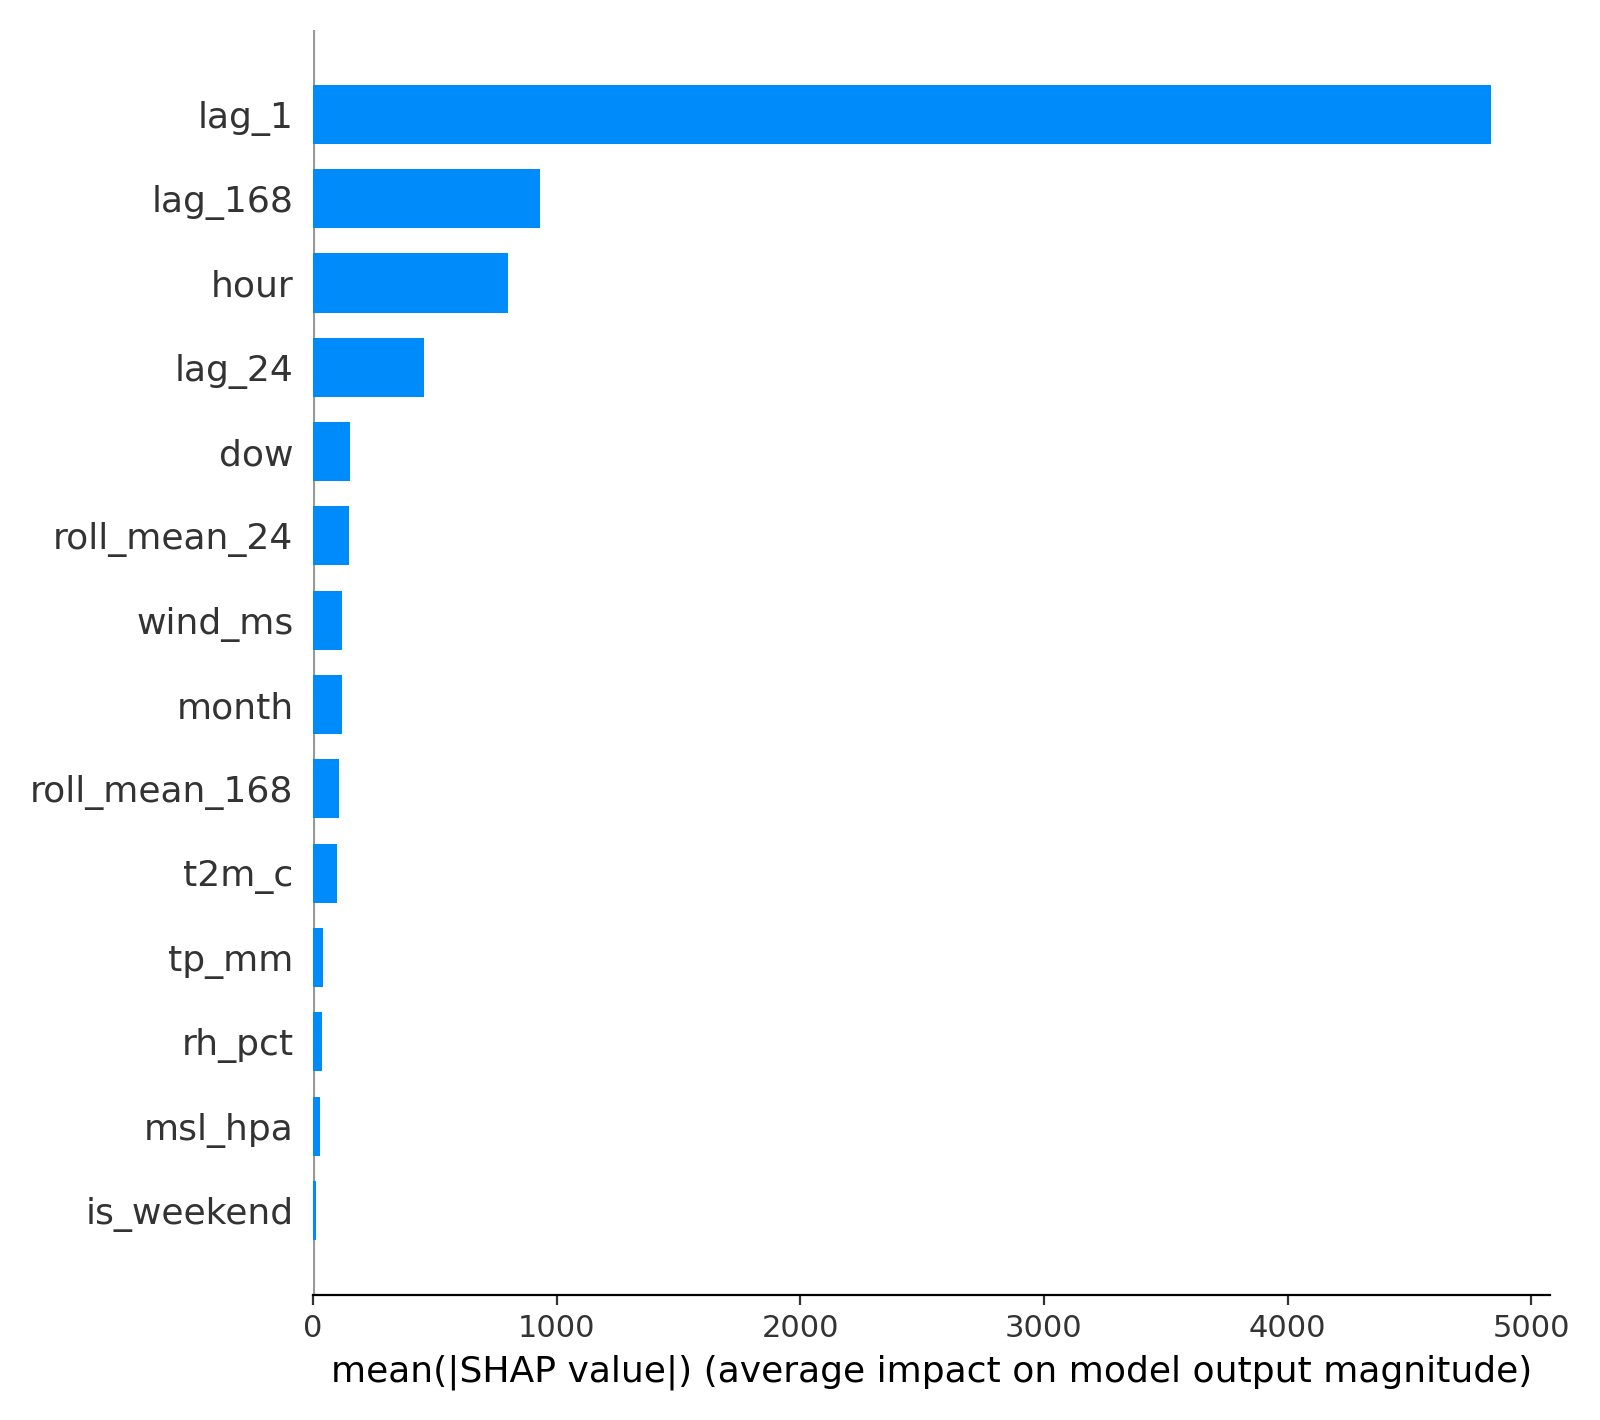 lag_1
lag_168
hour
lag_24
dow
roll_mean_24
wind_ms
month
roll_mean_168
t2m_c
tp_mm
rh_pct
msl_hpa
is_weekend
0 1000 2000 3000 4000 5000
mean(|SHAP value|) (average impact on model output magnitude)